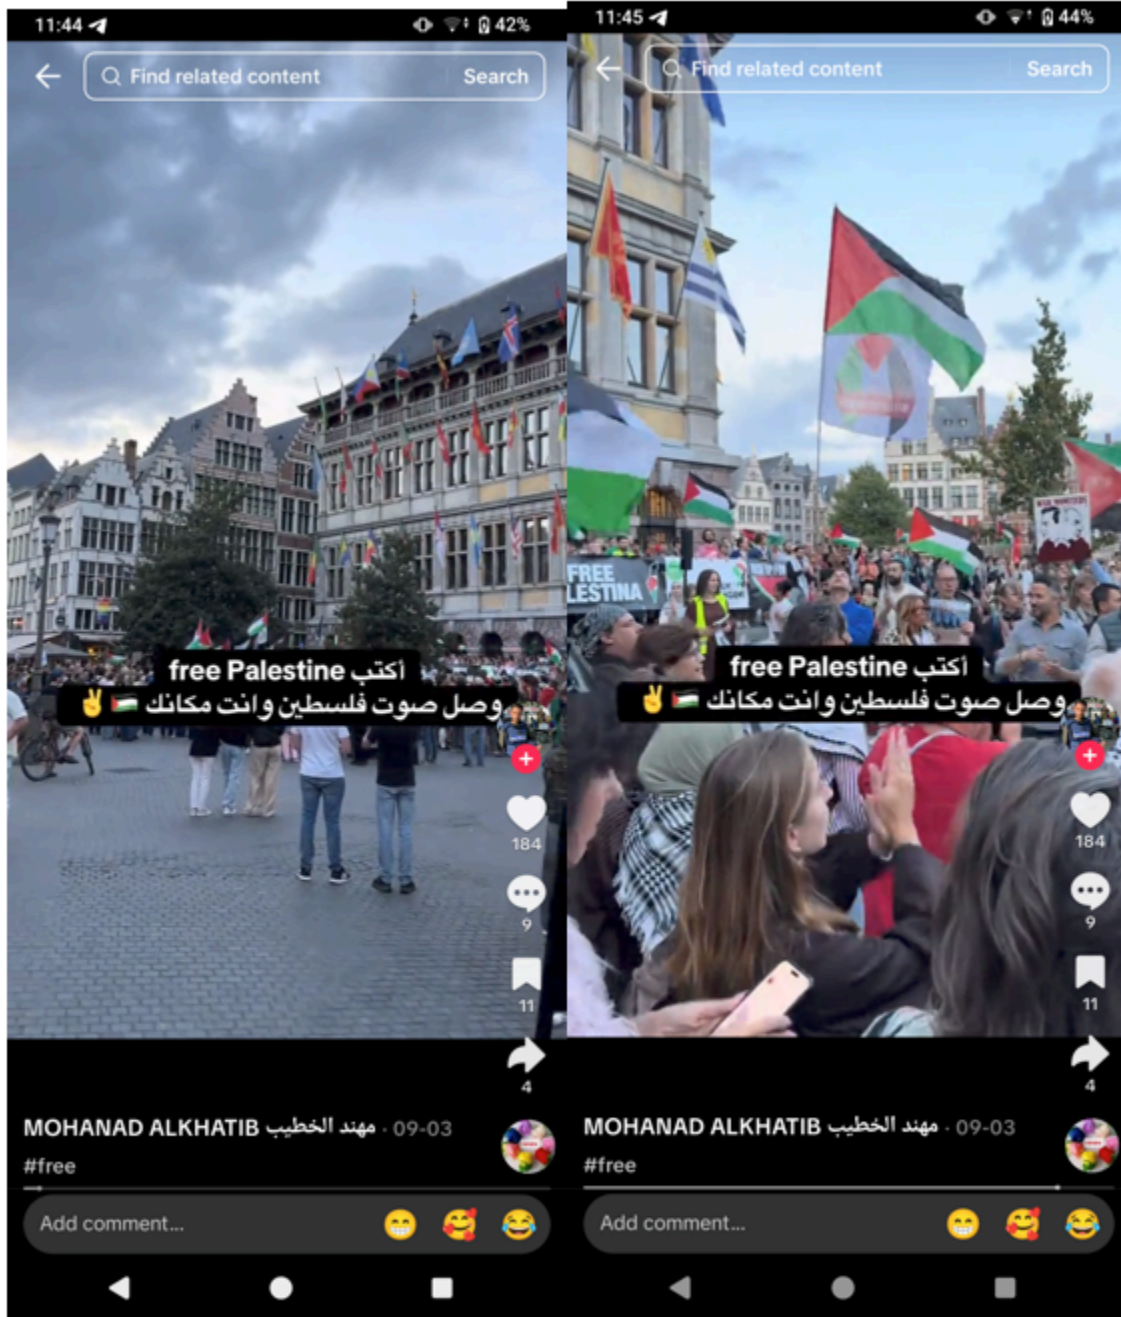 11:44
42%
Find related content
Search
أكتب free Palestine
وصل صوت فلسطين وانت مكانك 🇵🇸✌
184
9
11
4
MOHANAD ALKHATIB مهند الخطيب · 09-03
#free
Add comment...
11:45
44%
Find related content
Search
FREE
LESTINA
أكتب free Palestine
وصل صوت فلسطين وانت مكانك 🇵🇸✌
184
9
11
4
MOHANAD ALKHATIB مهند الخطيب · 09-03
#free
Add comment...